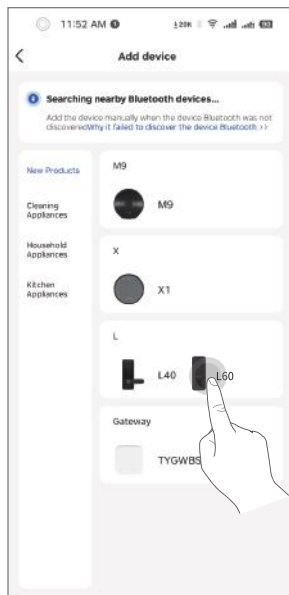 11:52 AM
Add device
Searching nearby Bluetooth devices...
Add the device manually when the device Bluetooth was not
discoveredWhy it failed to discover the device Bluetooth >>
New Products
Cleaning
Appliances
Household
Appliances
Kitchen
Appliances
M9
M9
X
X1
L
L40
L60
Gateway
TYGWBS